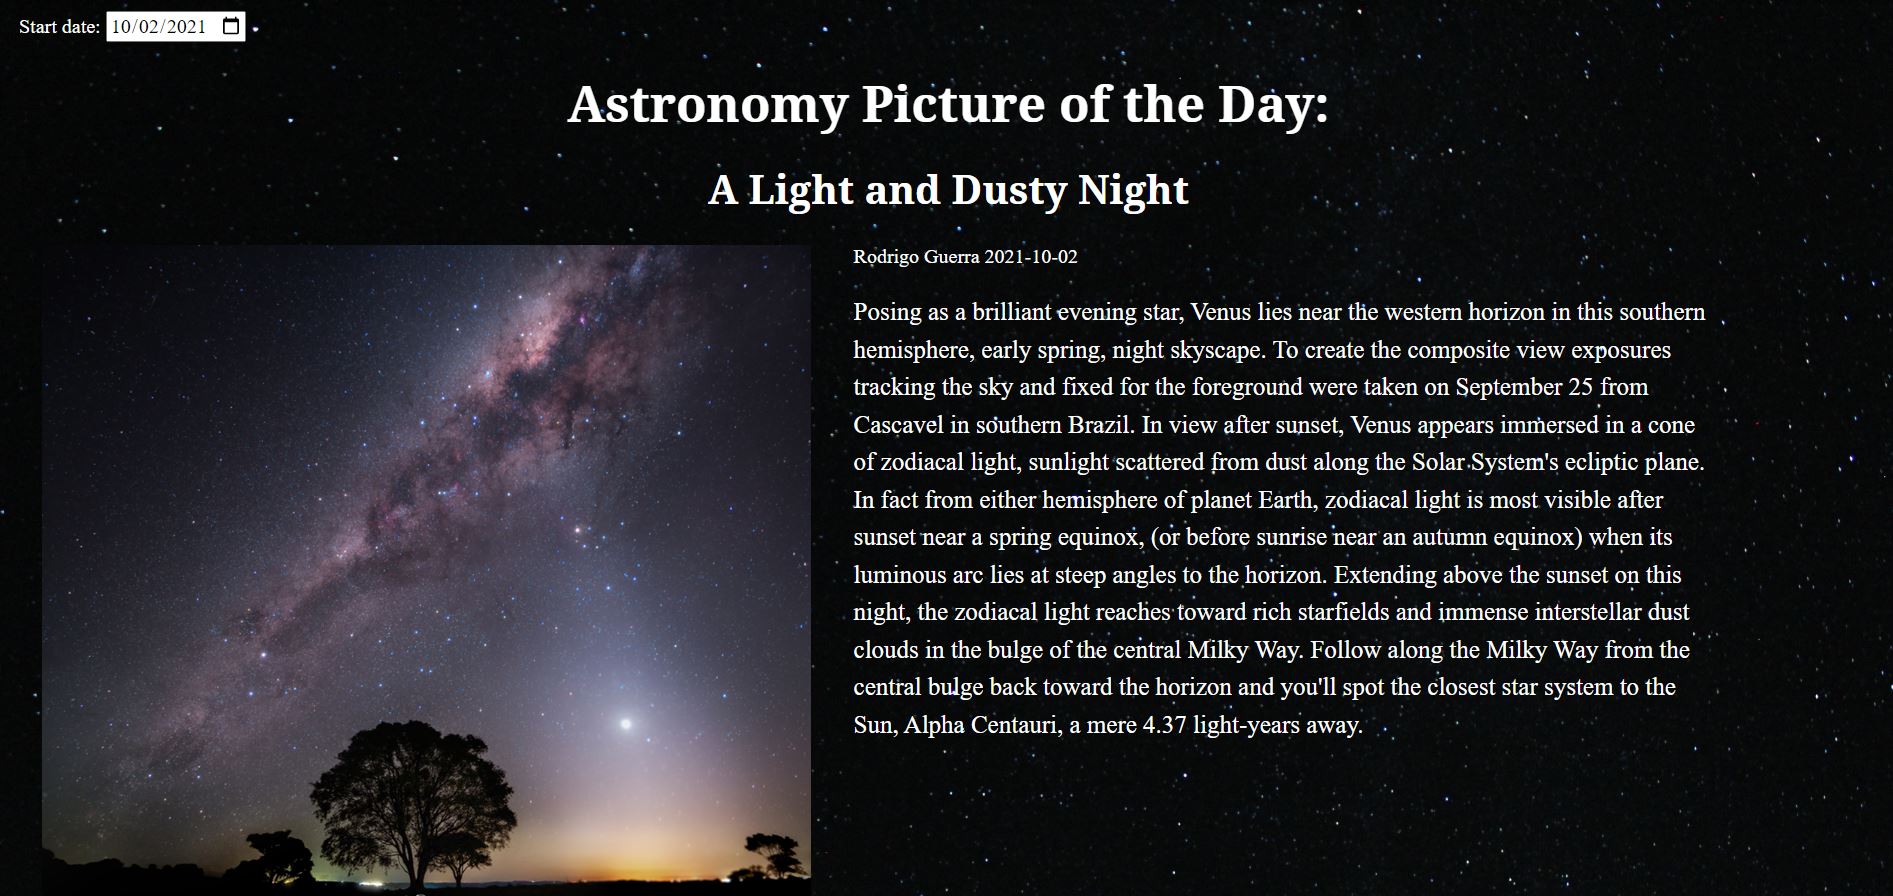 Start date: 10/02/2021
Astronomy Picture of the Day:
A Light and Dusty Night
Rodrigo Guerra 2021-10-02
Posing as a brilliant evening star, Venus lies near the western horizon in this southern
hemisphere, early spring, night skyscape. To create the composite view exposures
tracking the sky and fixed for the foreground were taken on September 25 from
Cascavel in southern Brazil. In view after sunset, Venus appears immersed in a cone
of zodiacal light, sunlight scattered from dust along the Solar System's ecliptic plane.
In fact from either hemisphere of planet Earth, zodiacal light is most visible after
sunset near a spring equinox, (or before sunrise near an autumn equinox) when its
luminous arc lies at steep angles to the horizon. Extending above the sunset on this
night, the zodiacal light reaches toward rich starfields and immense interstellar dust
clouds in the bulge of the central Milky Way. Follow along the Milky Way from the
central bulge back toward the horizon and you'll spot the closest star system to the
Sun, Alpha Centauri, a mere 4.37 light-years away.